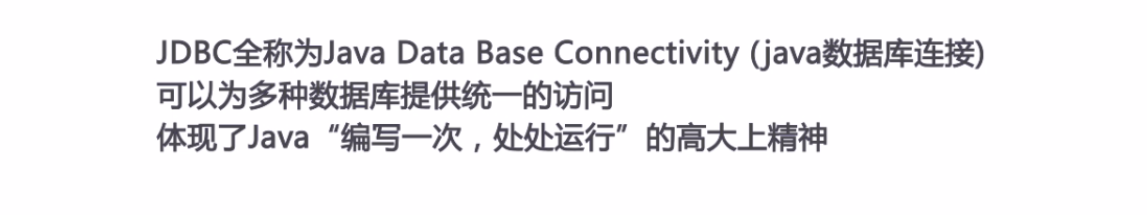 JDBC全称为Java Data Base Connectivity (java数据库连接)
可以为多种数据库提供统一的访问
体现了Java“编写一次，处处运行”的高大上精神